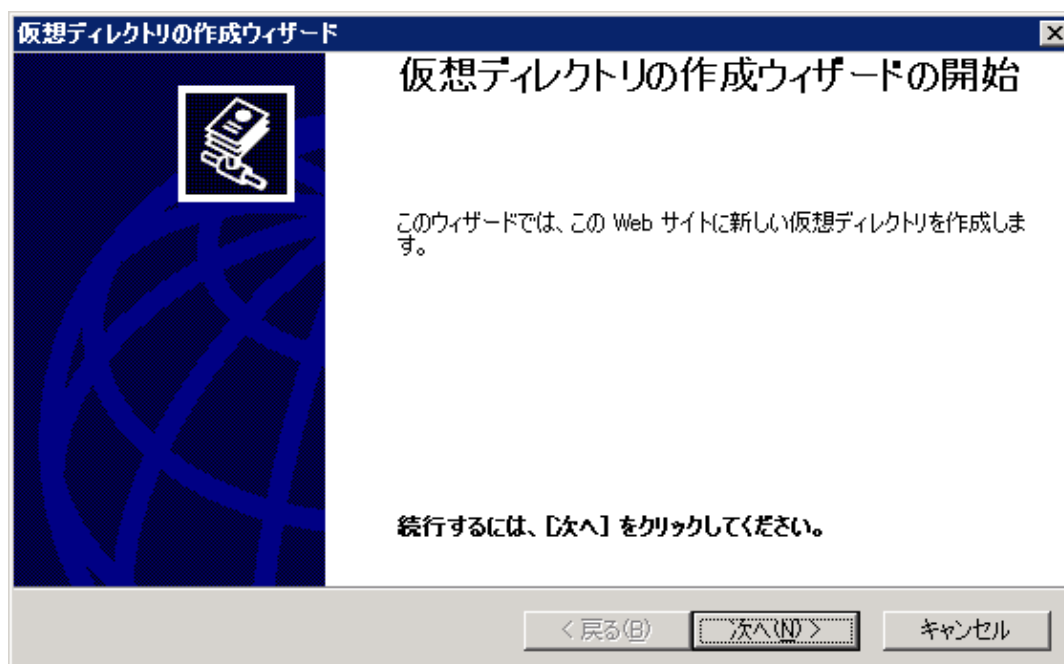 仮想ディレクトリの作成ウィザード
仮想ディレクトリの作成ウィザードの開始
このウィザードでは、この Web サイトに新しい仮想ディレクトリを作成しま
す。
続行するには、[次へ] をクリックしてください。
< 戻る(B)
次へ(N) >
キャンセル